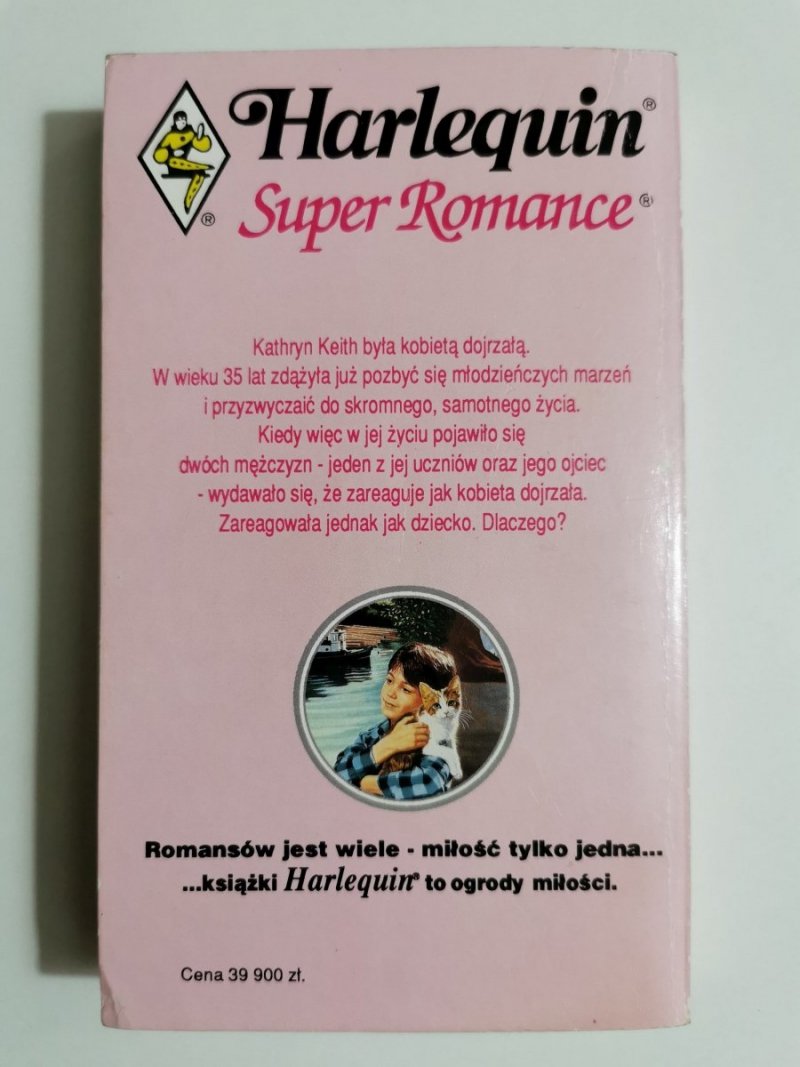 Harlequin®
®
Super Romance®
Kathryn Keith była kobietą dojrzałą.
W wieku 35 lat zdążyła już pozbyć się młodzieńczych marzeń
i przyzwyczaić do skromnego, samotnego życia.
Kiedy więc w jej życiu pojawiło się
dwóch mężczyzn - jeden z jej uczniów oraz jego ojciec
- wydawało się, że zareaguje jak kobieta dojrzała.
Zareagowała jednak jak dziecko. Dlaczego?
Romansów jest wiele - miłość tylko jedna...
...książki Harlequin® to ogrody miłości.
Cena 39 900 zł.